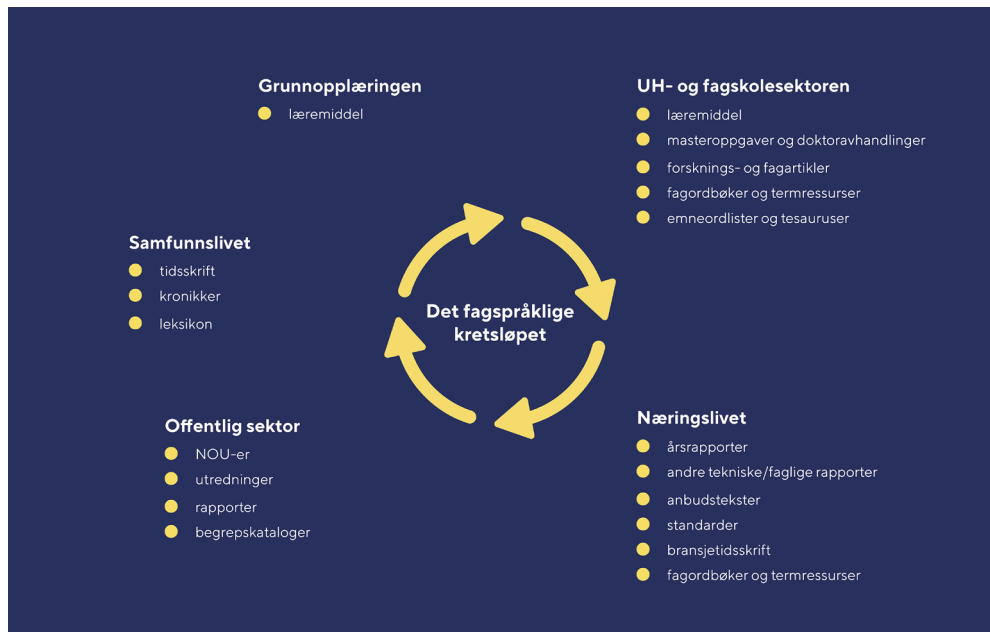 Grunnopplæringen
læremiddel
UH- og fagskolesektoren
læremiddel
masteroppgaver og doktoravhandlinger
forsknings- og fagartikler
fagordbøker og termressurser
emneordlister og tesauruser
Samfunnslivet
tidsskrift
kronikker
leksikon
Det fagspråklige
kretsløpet
Offentlig sektor
NOU-er
utredninger
rapporter
begrepskataloger
Næringslivet
årsrapporter
andre tekniske/faglige rapporter
anbudstekster
standarder
bransjetidsskrift
fagordbøker og termressurser